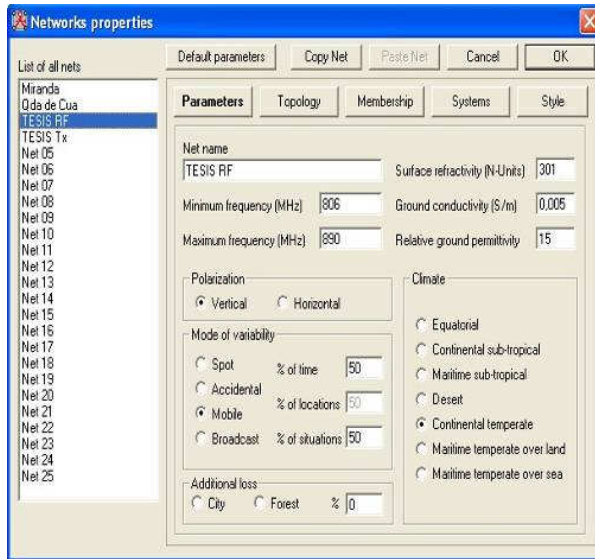 Networks properties
List of all nets
Default parameters
Copy Net
Paste Net
Cancel
OK
Miranda
Qda de Cua
TESIS RF
TESIS Tx
Net 05
Net 06
Net 07
Net 08
Net 09
Net 10
Net 11
Net 12
Net 13
Net 14
Net 15
Net 16
Net 17
Net 18
Net 19
Net 20
Net 21
Net 22
Net 23
Net 24
Net 25
Parameters
Topology
Membership
Systems
Style
Net name
TESIS RF
Minimum frequency (MHz) 806
Maximum frequency (MHz) 890
Surface refractivity (N-Units) 301
Ground conductivity (S/m) 0,005
Relative ground permittivity 15
Polarization
Vertical
Horizontal
Mode of variability
Spot
Accidental
Mobile
Broadcast
% of time 50
% of locations 50
% of situations 50
Additional loss
City
Forest
% 0
Climate
Equatorial
Continental sub-tropical
Maritime sub-tropical
Desert
Continental temperate
Maritime temperate over land
Maritime temperate over sea